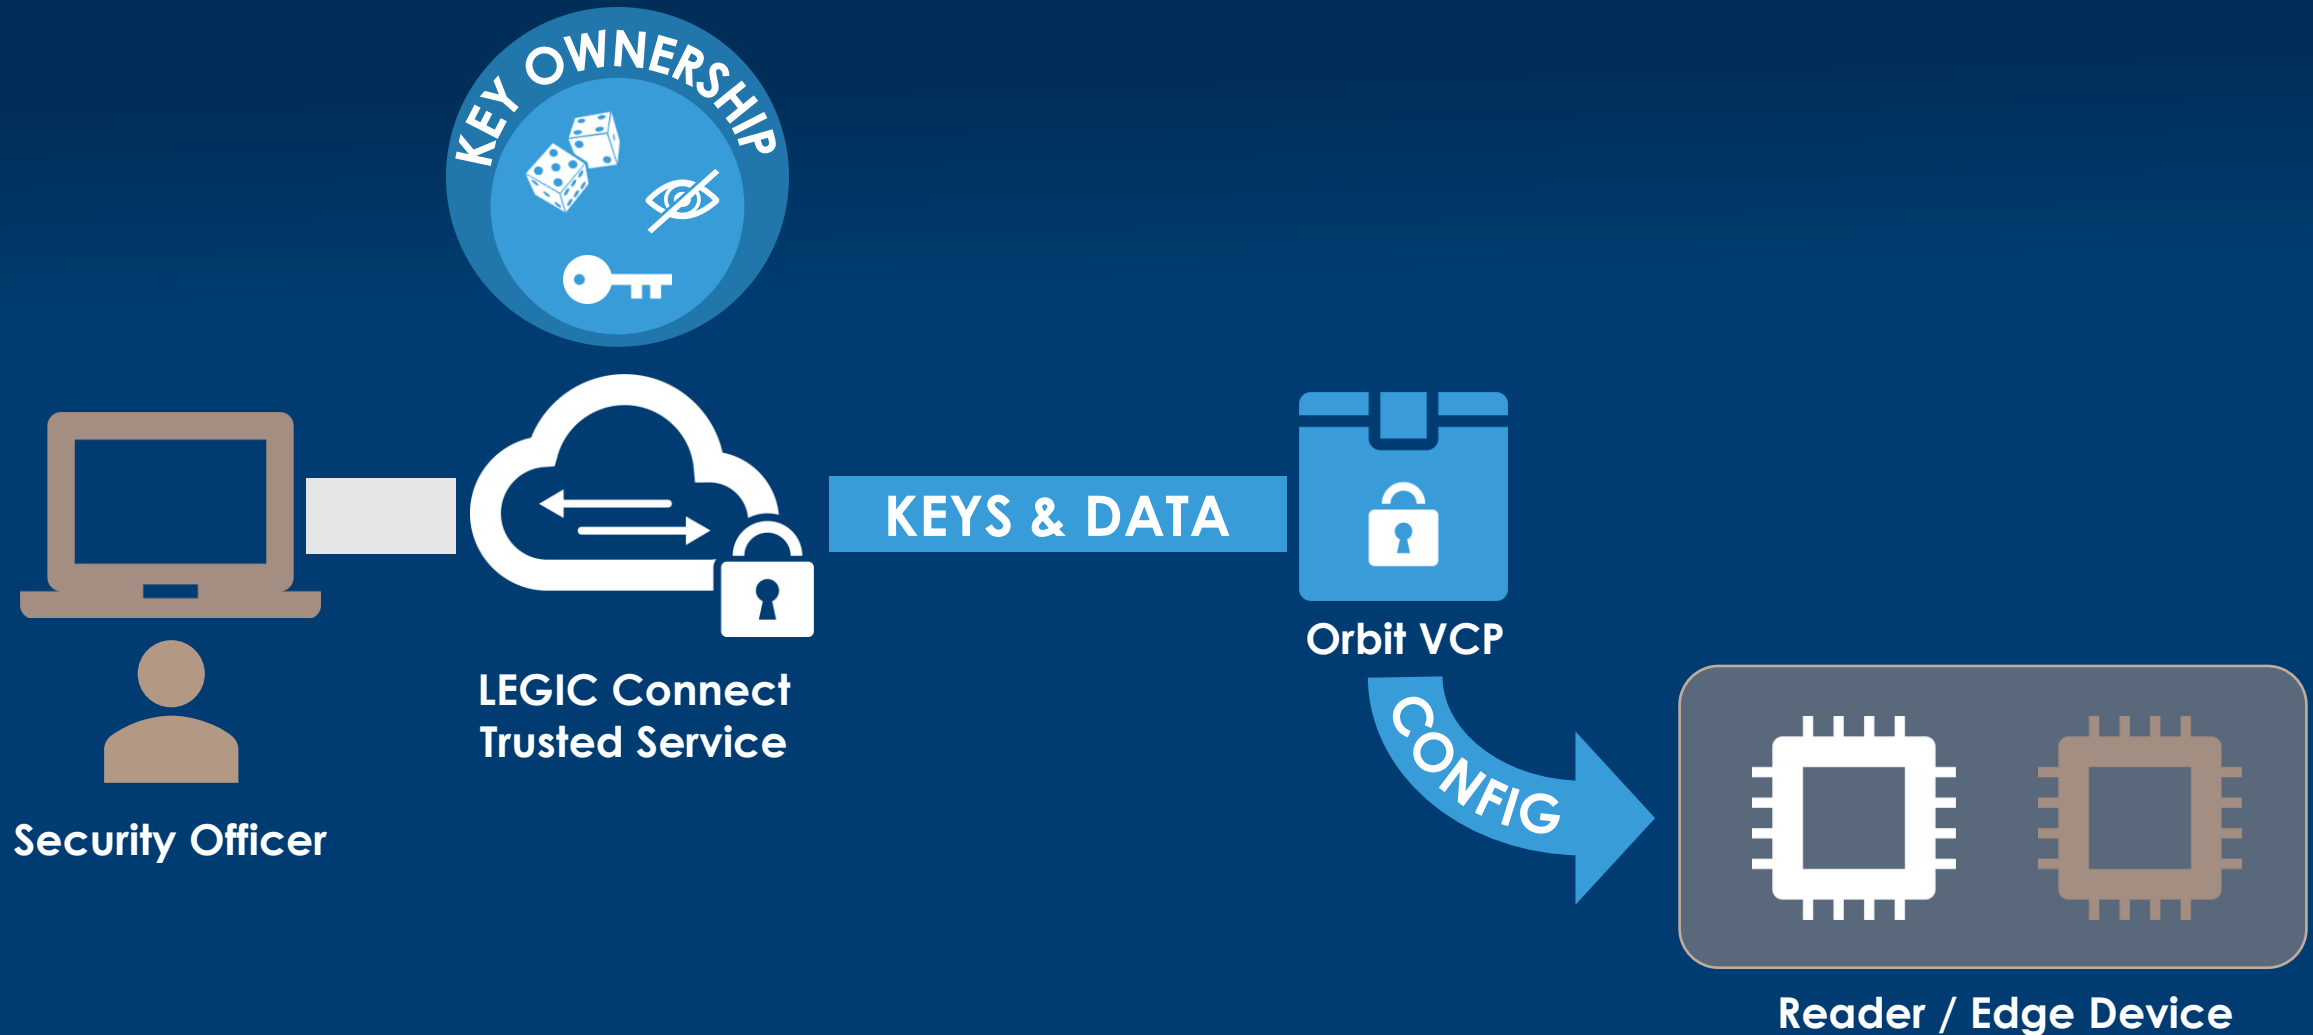 KEY OWNERSHIP
KEYS & DATA
Orbit VCP
LEGIC Connect
Trusted Service
CONFIG
Security Officer
Reader / Edge Device